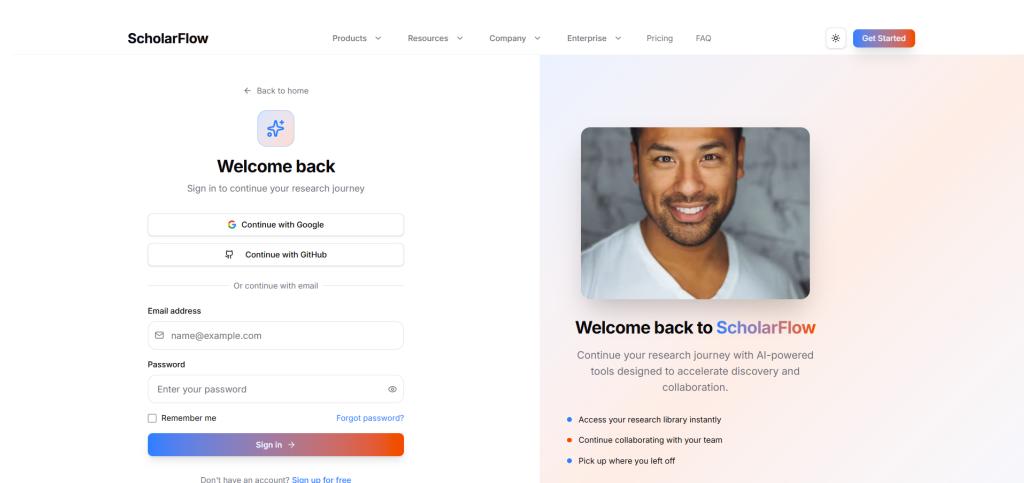 ScholarFlow
Products
Resources
Company
Enterprise
Pricing
FAQ
Get Started
Back to home
Welcome back
Sign in to continue your research journey
Continue with Google
Continue with GitHub
Or continue with email
Email address
name@example.com
Password
Enter your password
Remember me
Forgot password?
Sign in
Don't have an account? Sign up for free
Welcome back to ScholarFlow
Continue your research journey with AI-powered
tools designed to accelerate discovery and
collaboration.
Access your research library instantly
Continue collaborating with your team
Pick up where you left off